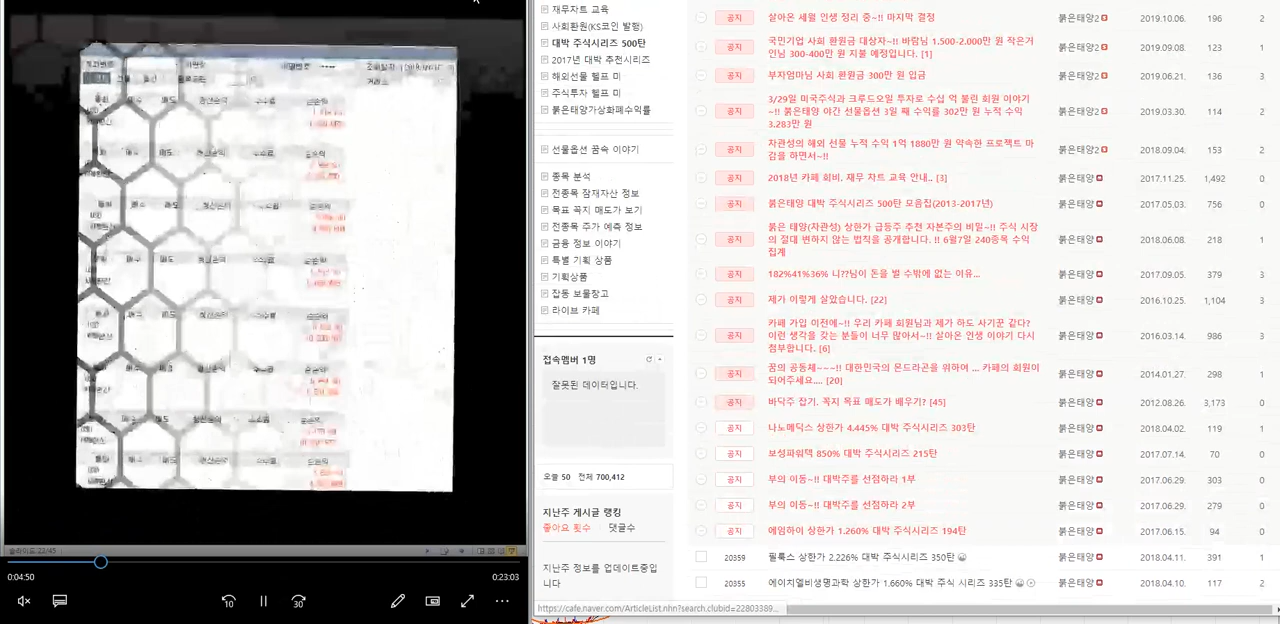 슬라이드 23/45
0:04:50
0:23:03
10
30
재무차트 교육
사회환원(KS코인 발행)
대박 주식시리즈 500탄
2017년 대박 추천시리즈
해외선물 헬프 미
주식투자 헬프 미
붉은태양가상화폐수익률
선물옵션 꿈속 이야기
종목 분석
전종목 잠재자산 정보
목표 꼭지 매도가 보기
전종목 주가 예측 정보
금융 정보 이야기
특별 기획 상품
기획상품
잡동 보물창고
라이브 카페
접속멤버 1명
잘못된 데이터입니다.
오늘 50 전체 700,412
지난주 게시글 랭킹
좋아요 횟수 댓글수
지난주 정보를 업데이트중입
니다
공지 살아온 세월 인생 정리 중~!! 마지막 결정 붉은태양2 2019.10.06. 196 2
공지 국민기업 사회 환원금 대상자~!! 바람님 1,500-2.000만 원 작은거
인님 300-400만 원 지불 예정입니다. [1] 붉은태양2 2019.09.08. 123 1
공지 부자엄마님 사회 환원금 300만 원 입금 붉은태양2 2019.06.21. 136 3
공지 3/29일 미국주식과 크루드오일 투자로 수십 억 불린 회원 이야기
~!! 붉은태양 야간 선물옵션 3일 째 수익률 302만 원 누적 수익
3.283만 원 붉은태양2 2019.03.30. 114 2
공지 차관성의 해외 선물 누적 수익 1억 1880만 원 약속한 프로젝트 마
감을 하면서~!! 붉은태양2 2018.09.04. 153 2
공지 2018년 카페 회비. 재무 차트 교육 안내.. [3] 붉은태양 2017.11.25. 1,492 0
공지 붉은태양 대박 주식시리즈 500탄 모음집(2013-2017년) 붉은태양 2017.05.03. 756 0
공지 붉은 태양(차관성) 상한가 급등주 추천 자본주의 비밀~!! 주식 시장
의 절대 변하지 않는 법칙을 공개합니다. !! 6월7일 240종목 수익
집계 붉은태양 2018.06.08. 218 1
공지 182%41%36% 니??님이 돈을 벌 수밖에 없는 이유... 붉은태양 2017.09.05. 379 3
공지 제가 이렇게 살았습니다. [22] 붉은태양 2016.10.25. 1,104 3
공지 카페 가입 이전에~!! 우리 카페 회원님과 제가 하도 사기꾼 같다?
이런 생각을 갖는 분들이 너무 많아서~!! 살아온 인생 이야기 다시
첨부합니다. [6] 붉은태양 2016.03.14. 986 3
공지 꿈의 공동체~~~!! 대한민국의 몬드라곤을 위하여 ... 카페의 회원이
되어주세요.... [20] 붉은태양 2014.01.27. 298 1
공지 바닥주 잡기. 꼭지 목표 매도가 배우기? [45] 붉은태양 2012.08.26. 3,173 0
공지 나노메딕스 상한가 4.445% 대박 주식시리즈 303탄 붉은태양 2018.04.02. 119 1
공지 보성파워텍 850% 대박 주식시리즈 215탄 붉은태양 2017.07.14. 70 0
공지 부의 이동~!! 대박주를 선점하라 1부 붉은태양 2017.06.29. 303 0
공지 부의 이동~!! 대박주를 선점하라 2부 붉은태양 2017.06.29. 279 0
공지 에임하이 상한가 1.260% 대박 주식시리즈 194탄 붉은태양 2017.06.15. 94 0
20359 필룩스 상한가 2.226% 대박 주식시리즈 350탄 붉은태양 2018.04.11. 391 1
20355 에이치엘비생명과학 상한가 1.660% 대박 주식 시리즈 335탄 붉은태양 2018.04.10. 117 2
https://cafe.naver.com/ArticleList.nhn?search.clubid=22803389...